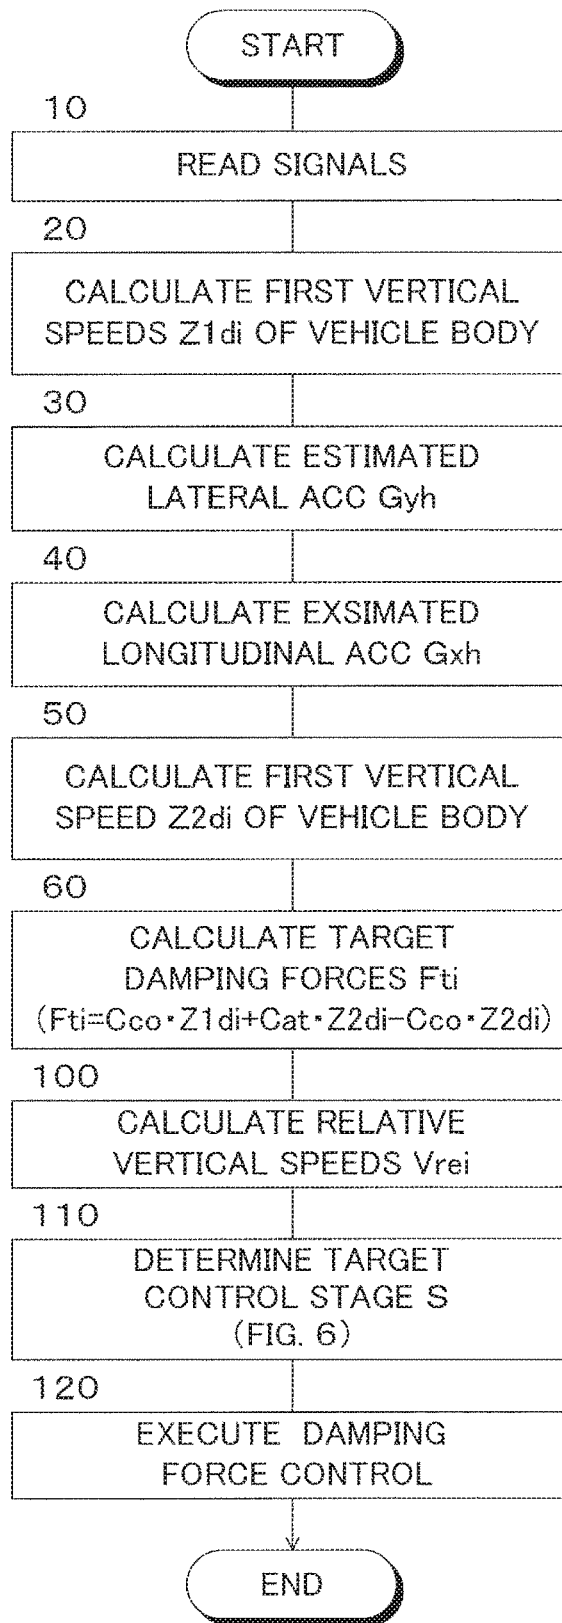 START
10
READ SIGNALS
20
CALCULATE FIRST VERTICAL
SPEEDS Z1di OF VEHICLE BODY
30
CALCULATE ESTIMATED
LATERAL ACC Gyh
40
CALCULATE EXSIMATED
LONGITUDINAL ACC Gxh
50
CALCULATE FIRST VERTICAL
SPEED Z2di OF VEHICLE BODY
60
CALCULATE TARGET
DAMPING FORCES Fti
(Fti=Cco･Z1di+Cat･Z2di-Cco･Z2di)
100
CALCULATE RELATIVE
VERTICAL SPEEDS Vrei
110
DETERMINE TARGET
CONTROL STAGE S
(FIG. 6)
120
EXECUTE DAMPING
FORCE CONTROL
END